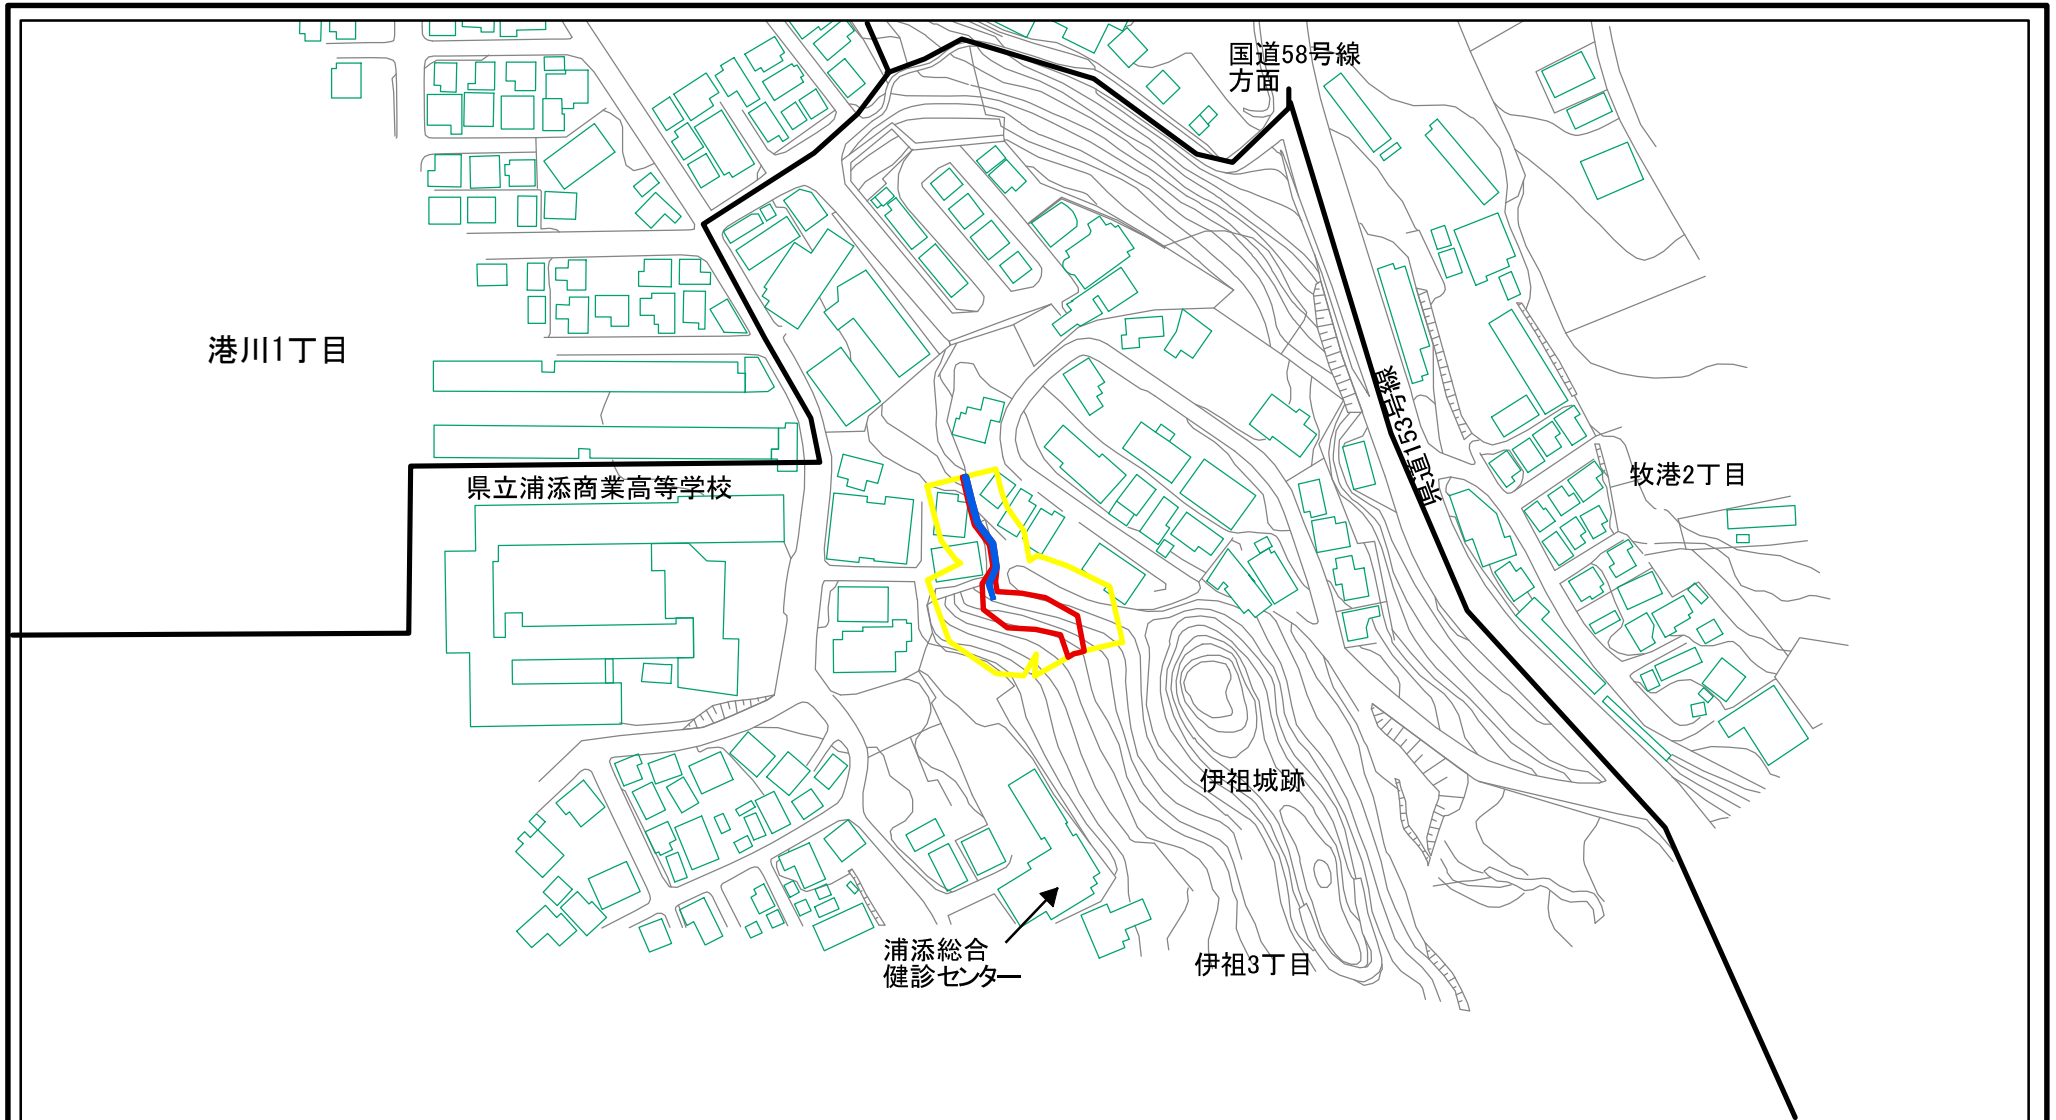 国道58号線
方面
港川1丁目
県道153号線
牧港2丁目
県立浦添商業高等学校
伊祖城跡
浦添総合
健診センター
伊祖3丁目